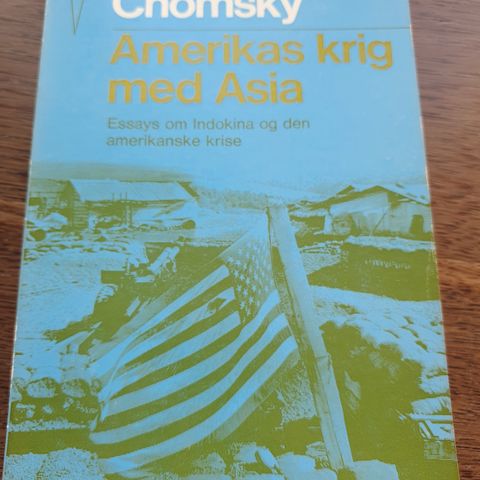 Chomsky
Amerikas krig
med Asia
Essays om Indokina og den
amerikanske krise